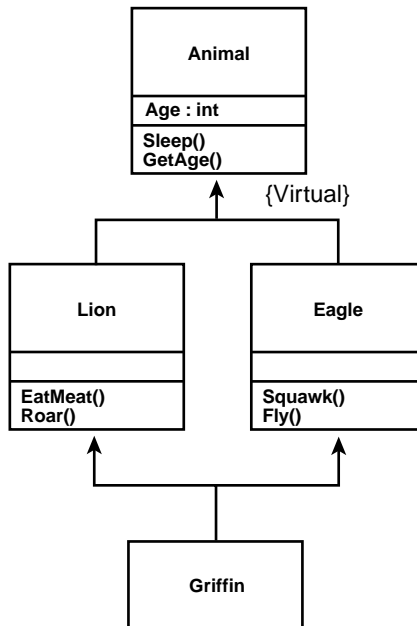 Animal
Age : int
Sleep()
GetAge()
{Virtual}
Lion
Eagle
EatMeat()
Roar()
Squawk()
Fly()
Griffin